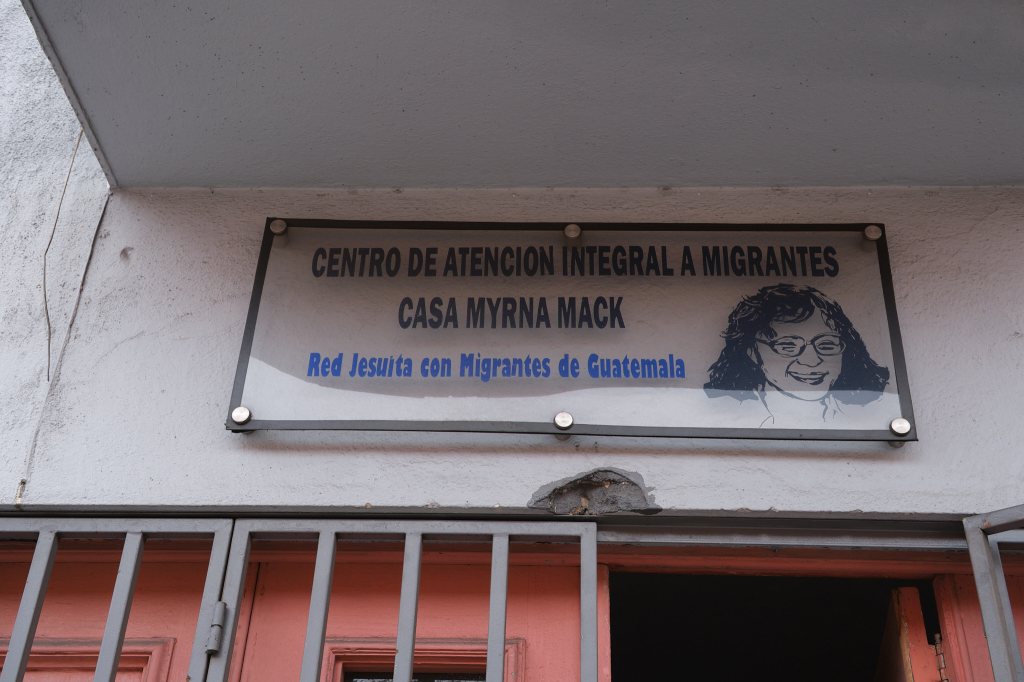 CENTRO DE ATENCION INTEGRAL A MIGRANTES
CASA MYRNA MACK
Red Jesuita con Migrantes de Guatemala